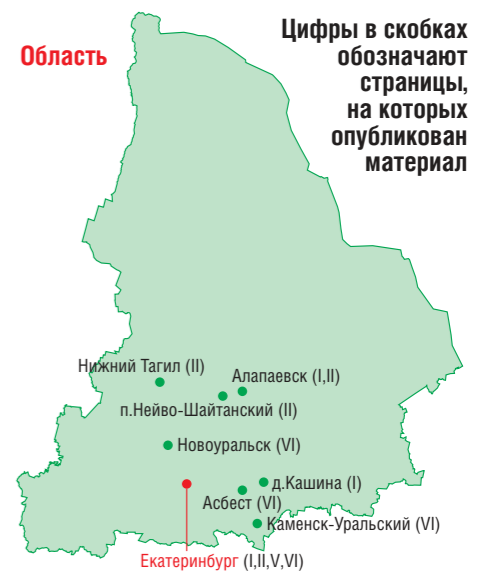 Область
Цифры в скобках
обозначают
страницы,
на которых
опубликован
материал
Нижний Тагил (II)
Алапаевск (I,II)
п.Нейво-Шайтанский (II)
Новоуральск (VI)
д.Кашина (I)
Асбест (VI)
Каменск-Уральский (VI)
Екатеринбург (I,II,V,VI)